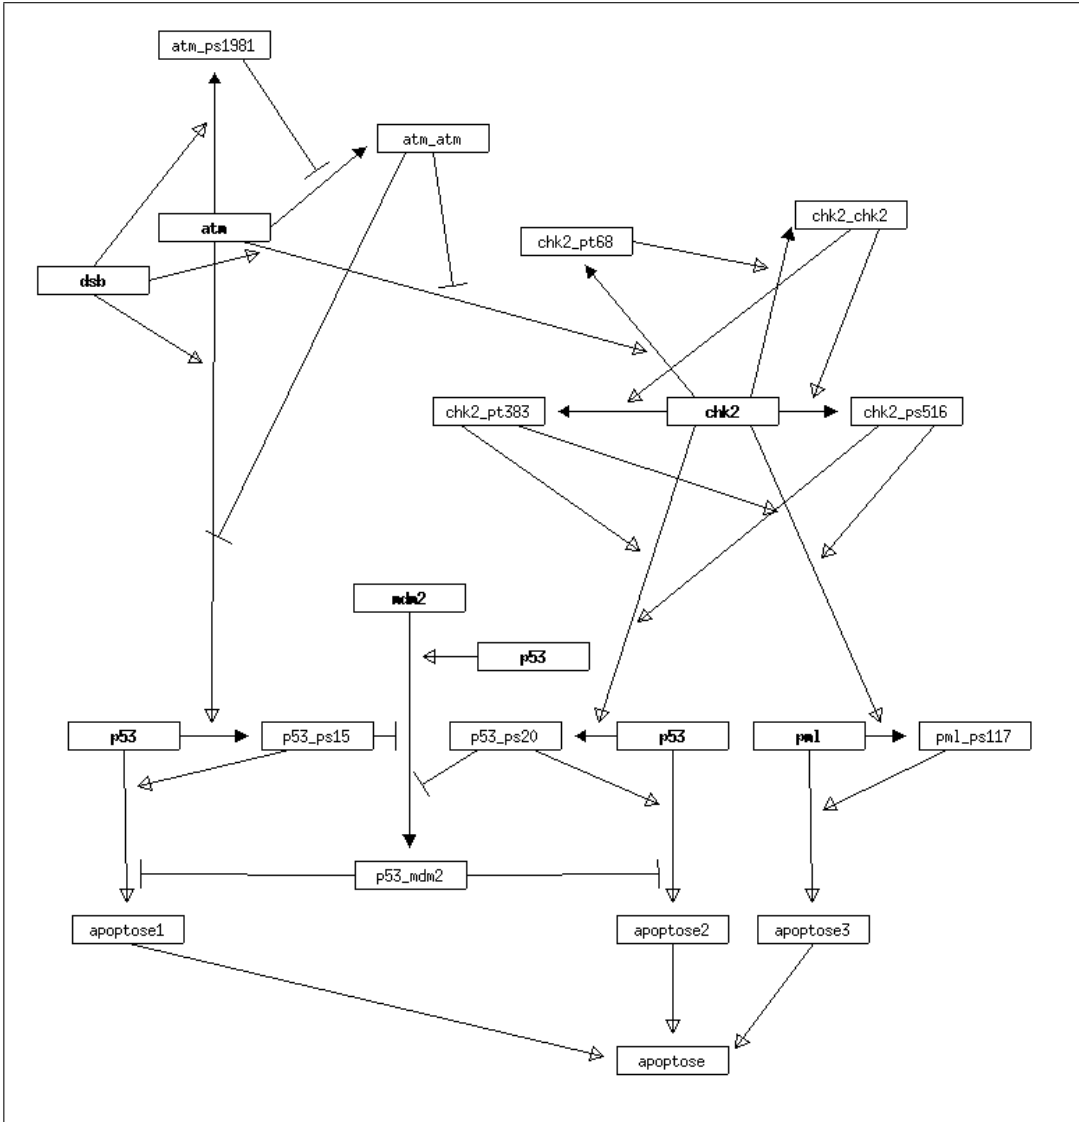 atm_ps1981
atm_atm
chk2_chk2
atm
chk2_pt68
dsb
chk2_pt383
chk2
chk2_ps516
mdm2
p53
p53
p53_ps15
p53_ps20
p53
pml
pml_ps117
p53_mdm2
apoptose1
apoptose2
apoptose3
apoptose